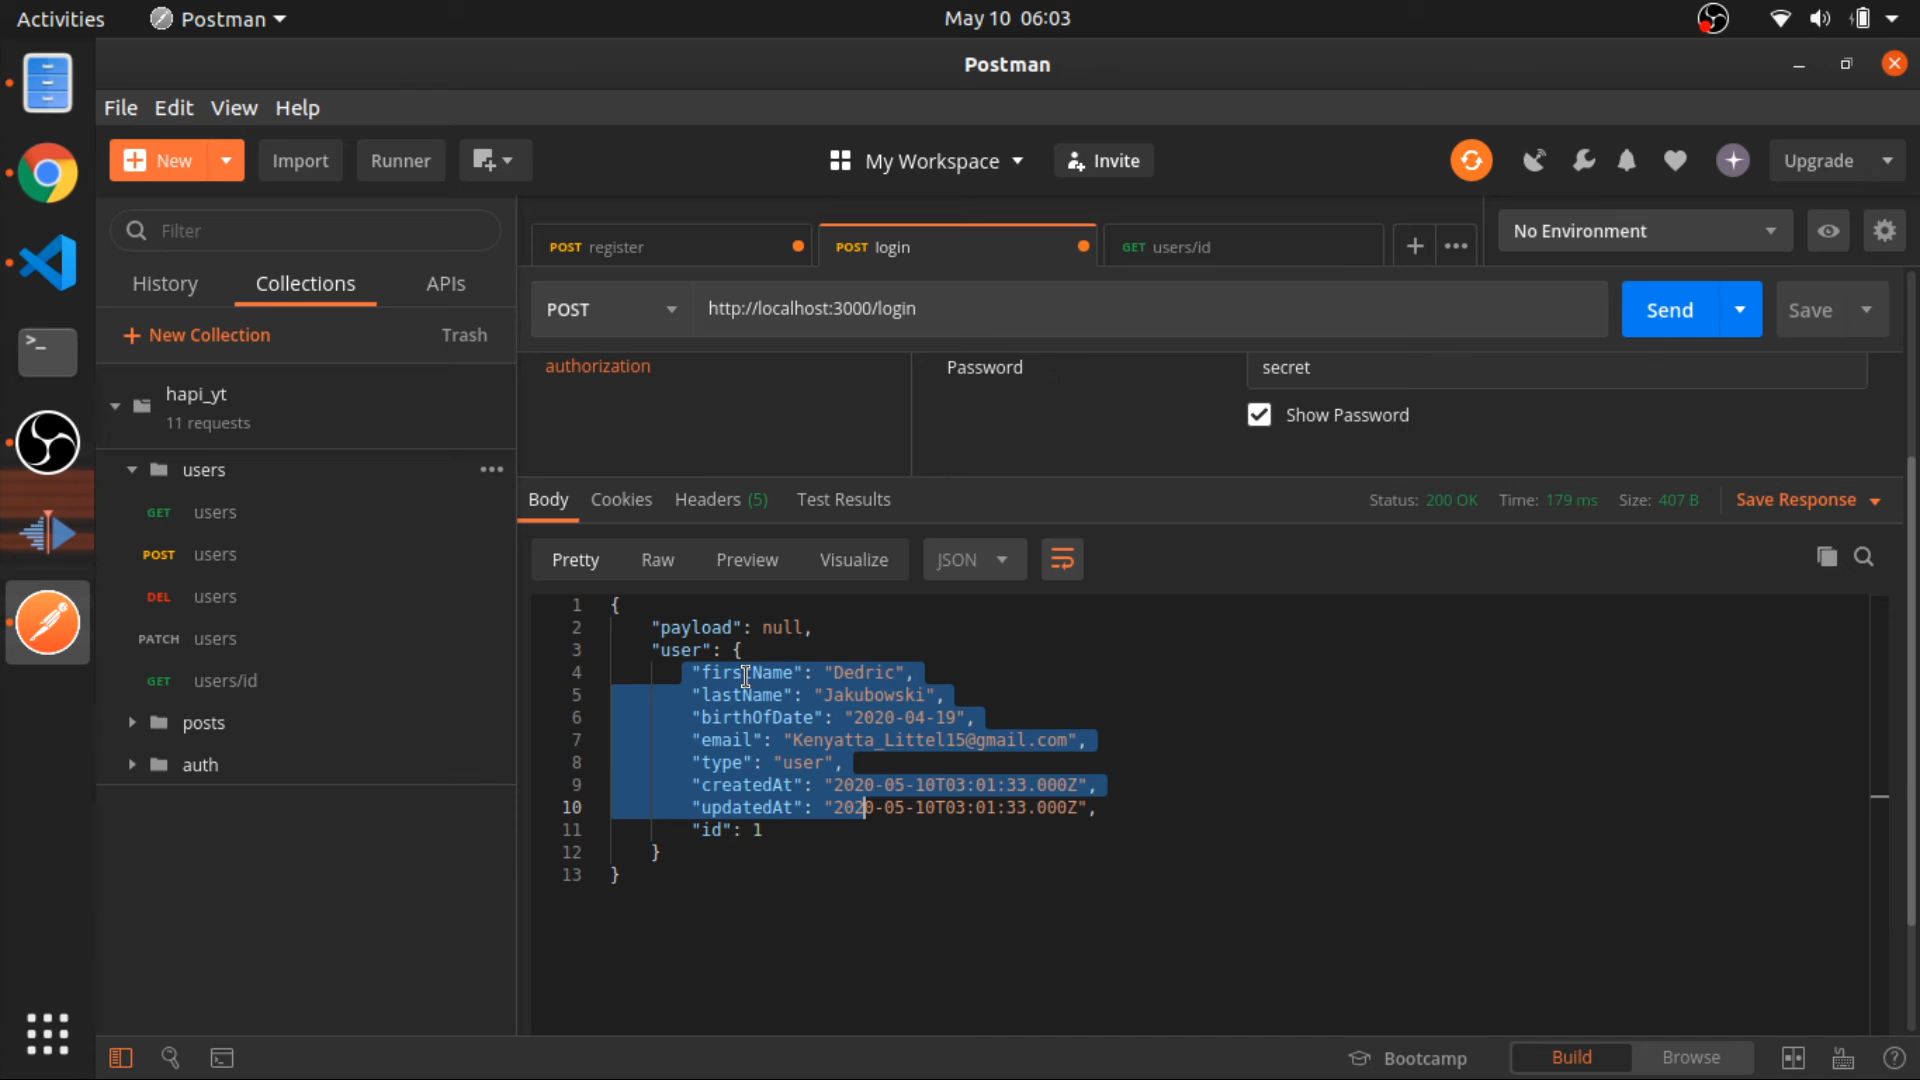 Activities
Postman
May 10 06:03
Postman
File Edit View Help
New
Import
Runner
My Workspace
Invite
Upgrade
Filter
History
Collections
APIs
+ New Collection
Trash
hapi_yt
11 requests
users
GET users
POST users
DEL users
PATCH users
GET users/id
posts
auth
POST register
POST login
GET users/id
No Environment
POST
http://localhost:3000/login
Send
Save
authorization
Password
secret
Show Password
Body
Cookies
Headers (5)
Test Results
Status: 200 OK
Time: 179 ms
Size: 407 B
Save Response
Pretty
Raw
Preview
Visualize
JSON
1 {
2 "payload": null,
3 "user": {
4 "firstName": "Dedric",
5 "lastName": "Jakubowski",
6 "birthOfDate": "2020-04-19",
7 "email": "Kenyatta_Littel15@gmail.com",
8 "type": "user",
9 "createdAt": "2020-05-10T03:01:33.000Z",
10 "updatedAt": "2020-05-10T03:01:33.000Z",
11 "id": 1
12 }
13 }
Bootcamp
Build
Browse